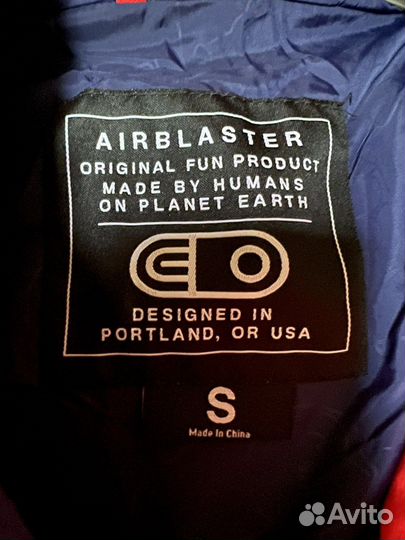 AIRBLASTER
ORIGINAL FUN PRODUCT
MADE BY HUMANS
ON PLANET EARTH
DESIGNED IN
PORTLAND, OR USA
S
Made In China
Avito